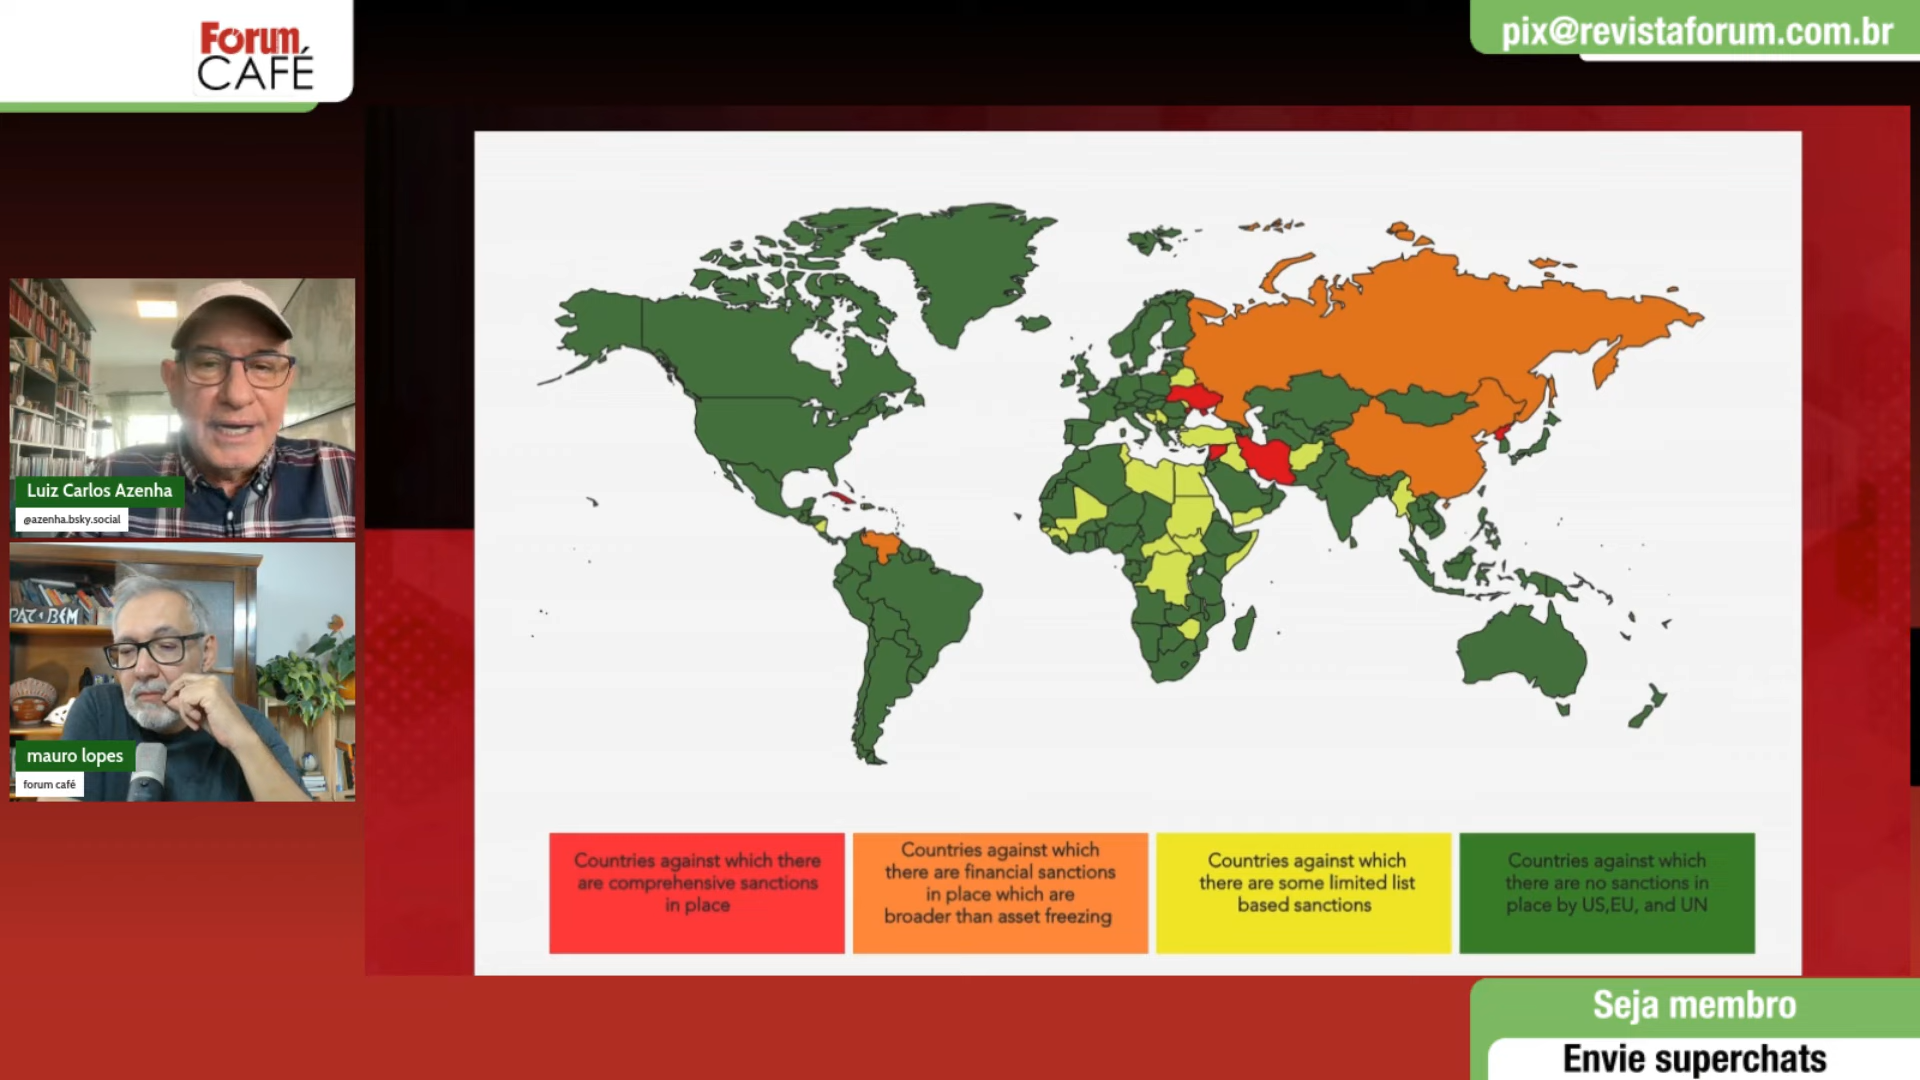 Forum
CAFÉ
pix@revistaforum.com.br
Luiz Carlos Azenha
@azenha.bsky.social
PAZ E BEM
mauro lopes
forum café
Countries against which there
are comprehensive sanctions
in place
Countries against which
there are financial sanctions
in place which are
broader than asset freezing
Countries against which
there are some limited list
based sanctions
Countries against which
there are no sanctions in
place by US,EU, and UN
Seja membro
Envie superchats